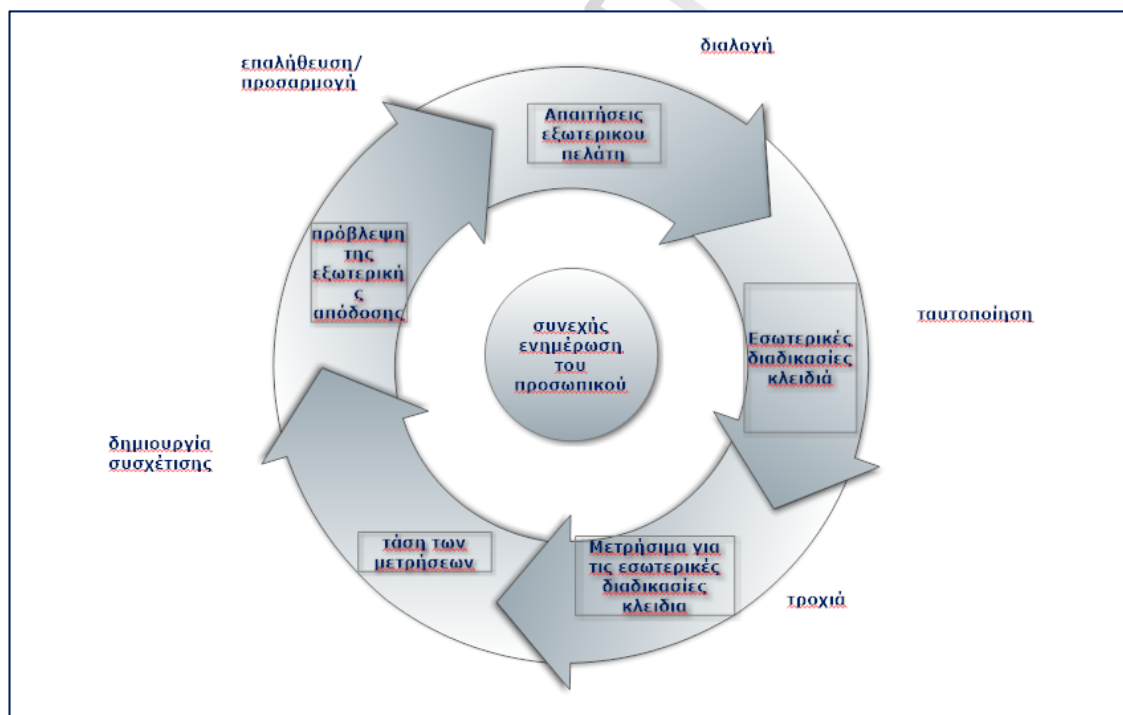 διαλογή
επαλήθευση/
προσαρμογή
Απαιτήσεις
εξωτερικου
πελάτη
πρόβλεψη
της
εξωτερική
ς
απόδοσης
ταυτοποίηση
Εσωτερικές
διαδικασίες
κλειδιά
συνεχής
ενημέρωση
του
προσωπικού
δημιουργία
συσχέτισης
τάση των
μετρήσεων
Μετρήσιμα για
τις εσωτερικές
διαδικασίες
κλειδια
τροχιά